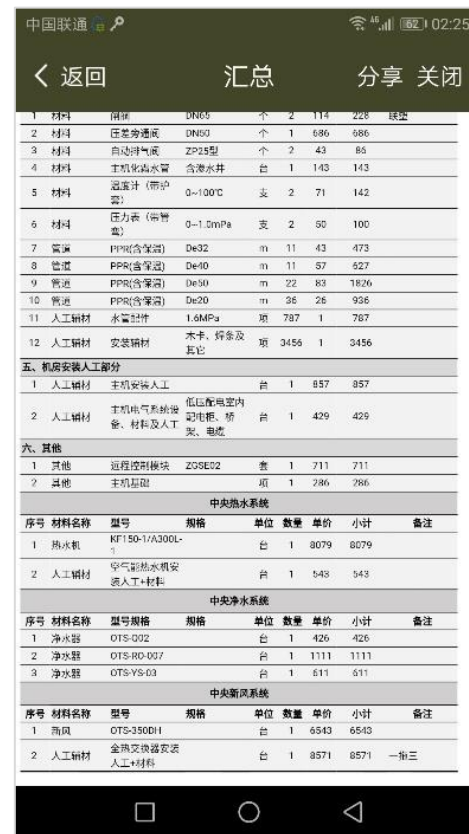 中国联通 46 62 02:25
返回 汇总 分享 关闭
1 材料 闸阀 DN65 个 2 114 228 联塑
2 材料 压差旁通阀 DN50 个 1 686 686
3 材料 自动排气阀 ZP25型 个 2 43 86
4 材料 主机化霜水管 含渗水井 台 1 143 143
5 材料 温度计（带护套） 0~100℃ 支 2 71 142
6 材料 压力表（带管弯） 0~1.0mPa 支 2 50 100
7 管道 PPR(含保温) De32 m 11 43 473
8 管道 PPR(含保温) De40 m 11 57 627
9 管道 PPR(含保温) De50 m 22 83 1826
10 管道 PPR(含保温) De20 m 36 26 936
11 人工辅材 水管配件 1.6MPa 项 787 1 787
12 人工辅材 安装辅材 木卡、焊条及其它 项 3456 1 3456
五、机房安装人工部分
1 人工辅材 主机安装人工 台 1 857 857
2 人工辅材 主机电气系统设备、材料及人工 低压配电室内配电柜、桥架、电缆 台 1 429 429
六、其他
1 其他 远程控制模块 ZGSE02 套 1 711 711
2 其他 主机基础 项 1 286 286
中央热水系统
序号 材料名称 型号 规格 单位 数量 单价 小计 备注
1 热水机 KF150-1/A300L-1 台 1 8079 8079
2 人工辅材 空气能热水机安装人工+材料 台 1 543 543
中央净水系统
序号 材料名称 型号规格 规格 单位 数量 单价 小计 备注
1 净水器 OTS-Q02 台 1 426 426
2 净水器 OTS-RO-007 台 1 1111 1111
3 净水器 OTS-YS-03 台 1 611 611
中央新风系统
序号 材料名称 型号 规格 单位 数量 单价 小计 备注
1 新风 OTS-350DH 台 1 6543 6543
2 人工辅材 全热交换器安装人工+材料 台 1 8571 8571 一拖三